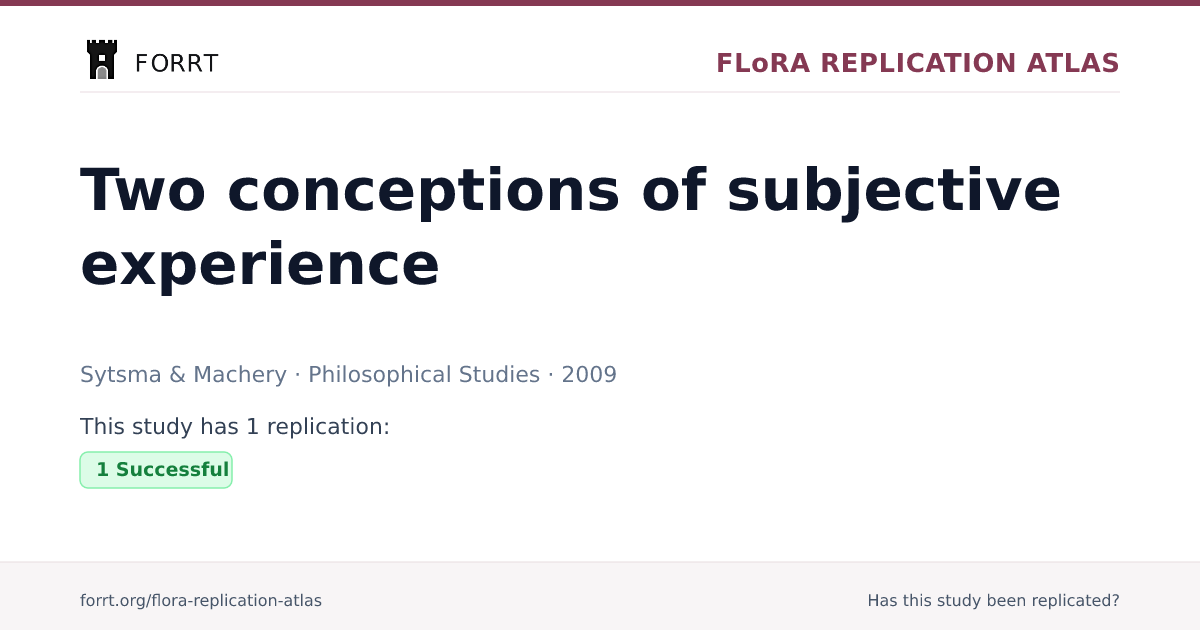 FORRT
FLoRA REPLICATION ATLAS
Two conceptions of subjective
experience
Sytsma & Machery · Philosophical Studies · 2009
This study has 1 replication:
1 Successful
forrt.org/flora-replication-atlas
Has this study been replicated?